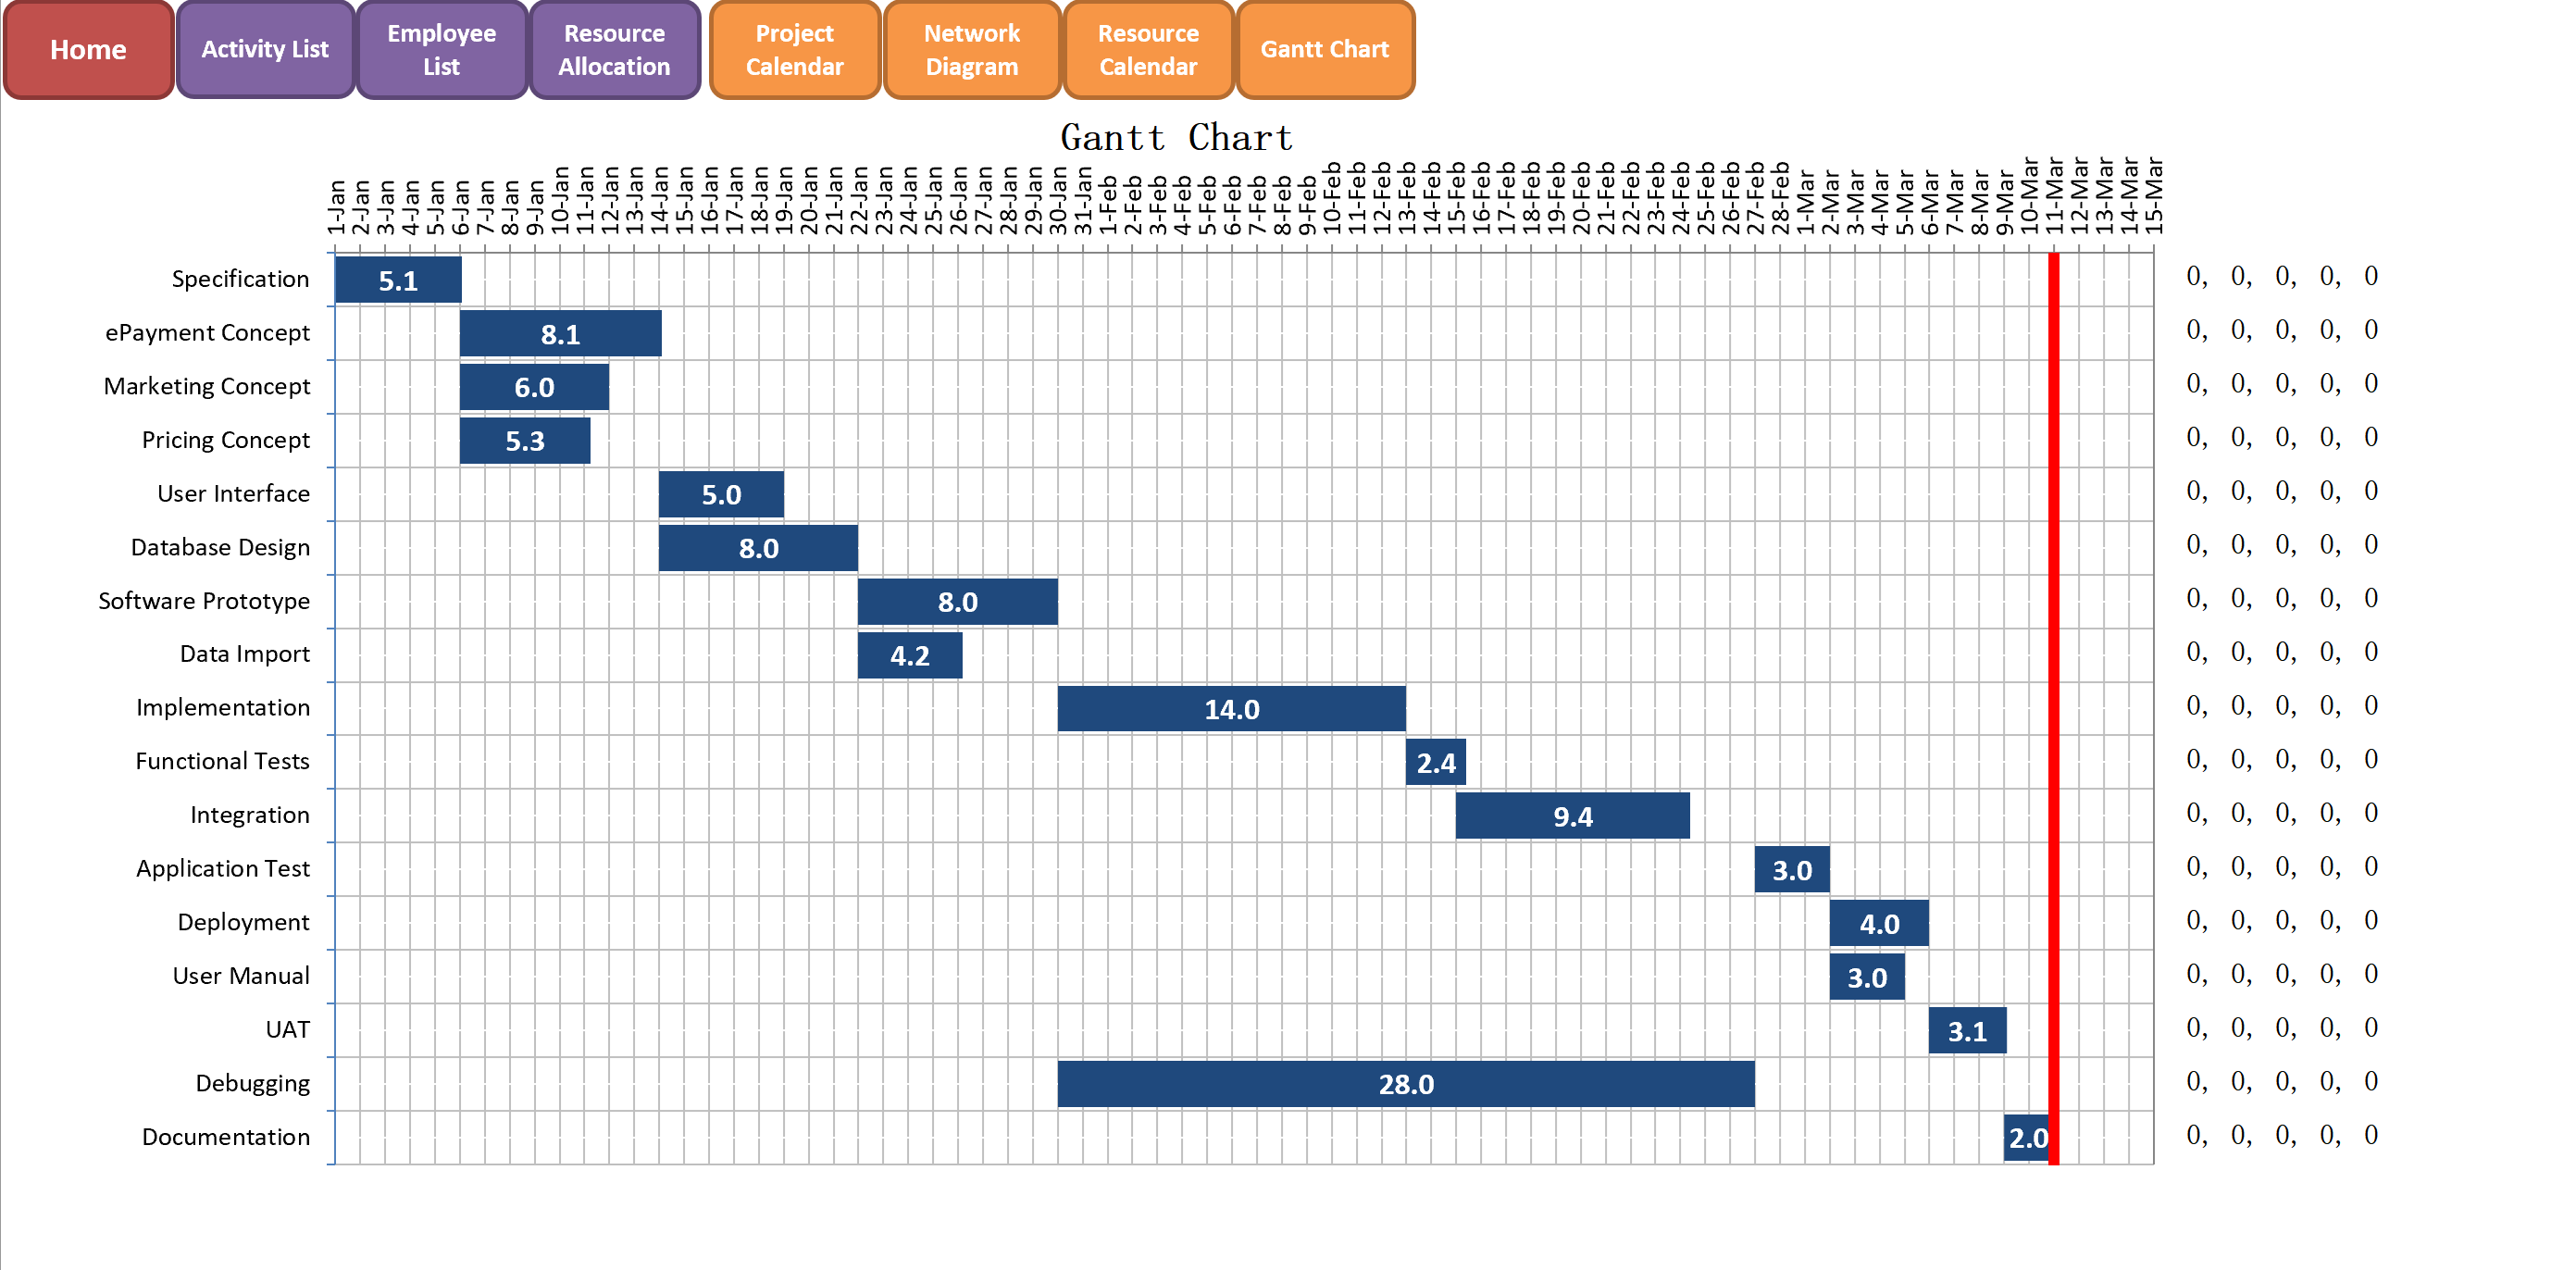 Home
Activity List
Employee
List
Resource
Allocation
Project
Calendar
Network
Diagram
Resource
Calendar
Gantt Chart
Gantt Chart
1-Jan 2-Jan 3-Jan 4-Jan 5-Jan 6-Jan 7-Jan 8-Jan 9-Jan 10-Jan 11-Jan 12-Jan 13-Jan 14-Jan 15-Jan 16-Jan 17-Jan 18-Jan 19-Jan 20-Jan 21-Jan 22-Jan 23-Jan 24-Jan 25-Jan 26-Jan 27-Jan 28-Jan 29-Jan 30-Jan 31-Jan 1-Feb 2-Feb 3-Feb 4-Feb 5-Feb 6-Feb 7-Feb 8-Feb 9-Feb 10-Feb 11-Feb 12-Feb 13-Feb 14-Feb 15-Feb 16-Feb 17-Feb 18-Feb 19-Feb 20-Feb 21-Feb 22-Feb 23-Feb 24-Feb 25-Feb 26-Feb 27-Feb 28-Feb 1-Mar 2-Mar 3-Mar 4-Mar 5-Mar 6-Mar 7-Mar 8-Mar 9-Mar 10-Mar 11-Mar 12-Mar 13-Mar 14-Mar 15-Mar
Specification 5.1 0, 0, 0, 0, 0
ePayment Concept 8.1 0, 0, 0, 0, 0
Marketing Concept 6.0 0, 0, 0, 0, 0
Pricing Concept 5.3 0, 0, 0, 0, 0
User Interface 5.0 0, 0, 0, 0, 0
Database Design 8.0 0, 0, 0, 0, 0
Software Prototype 8.0 0, 0, 0, 0, 0
Data Import 4.2 0, 0, 0, 0, 0
Implementation 14.0 0, 0, 0, 0, 0
Functional Tests 2.4 0, 0, 0, 0, 0
Integration 9.4 0, 0, 0, 0, 0
Application Test 3.0 0, 0, 0, 0, 0
Deployment 4.0 0, 0, 0, 0, 0
User Manual 3.0 0, 0, 0, 0, 0
UAT 3.1 0, 0, 0, 0, 0
Debugging 28.0 0, 0, 0, 0, 0
Documentation 2.0 0, 0, 0, 0, 0